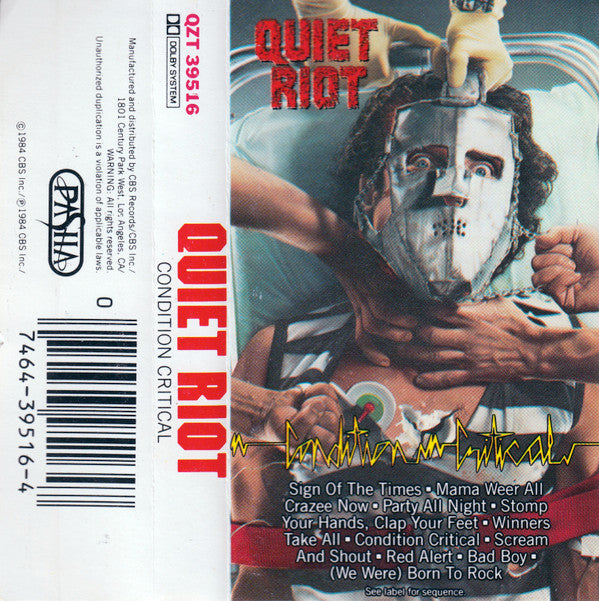 QZT 39516
DOLBY SYSTEM
Manufactured and distributed by CBS Records/CBS Inc./
1801 Century Park West, Los Angeles, CA/
WARNING: All rights reserved.
Unauthorized duplication is a violation of applicable laws.
© 1984 CBS Inc./℗ 1984 CBS Inc./
PASHA
QUIET RIOT
CONDITION CRITICAL
0
7464-39516-4
QUIET
RIOT
Condition Critical
Sign Of The Times • Mama Weer All
Crazee Now • Party All Night • Stomp
Your Hands, Clap Your Feet • Winners
Take All • Condition Critical • Scream
And Shout • Red Alert • Bad Boy •
(We Were) Born To Rock
See label for sequence.